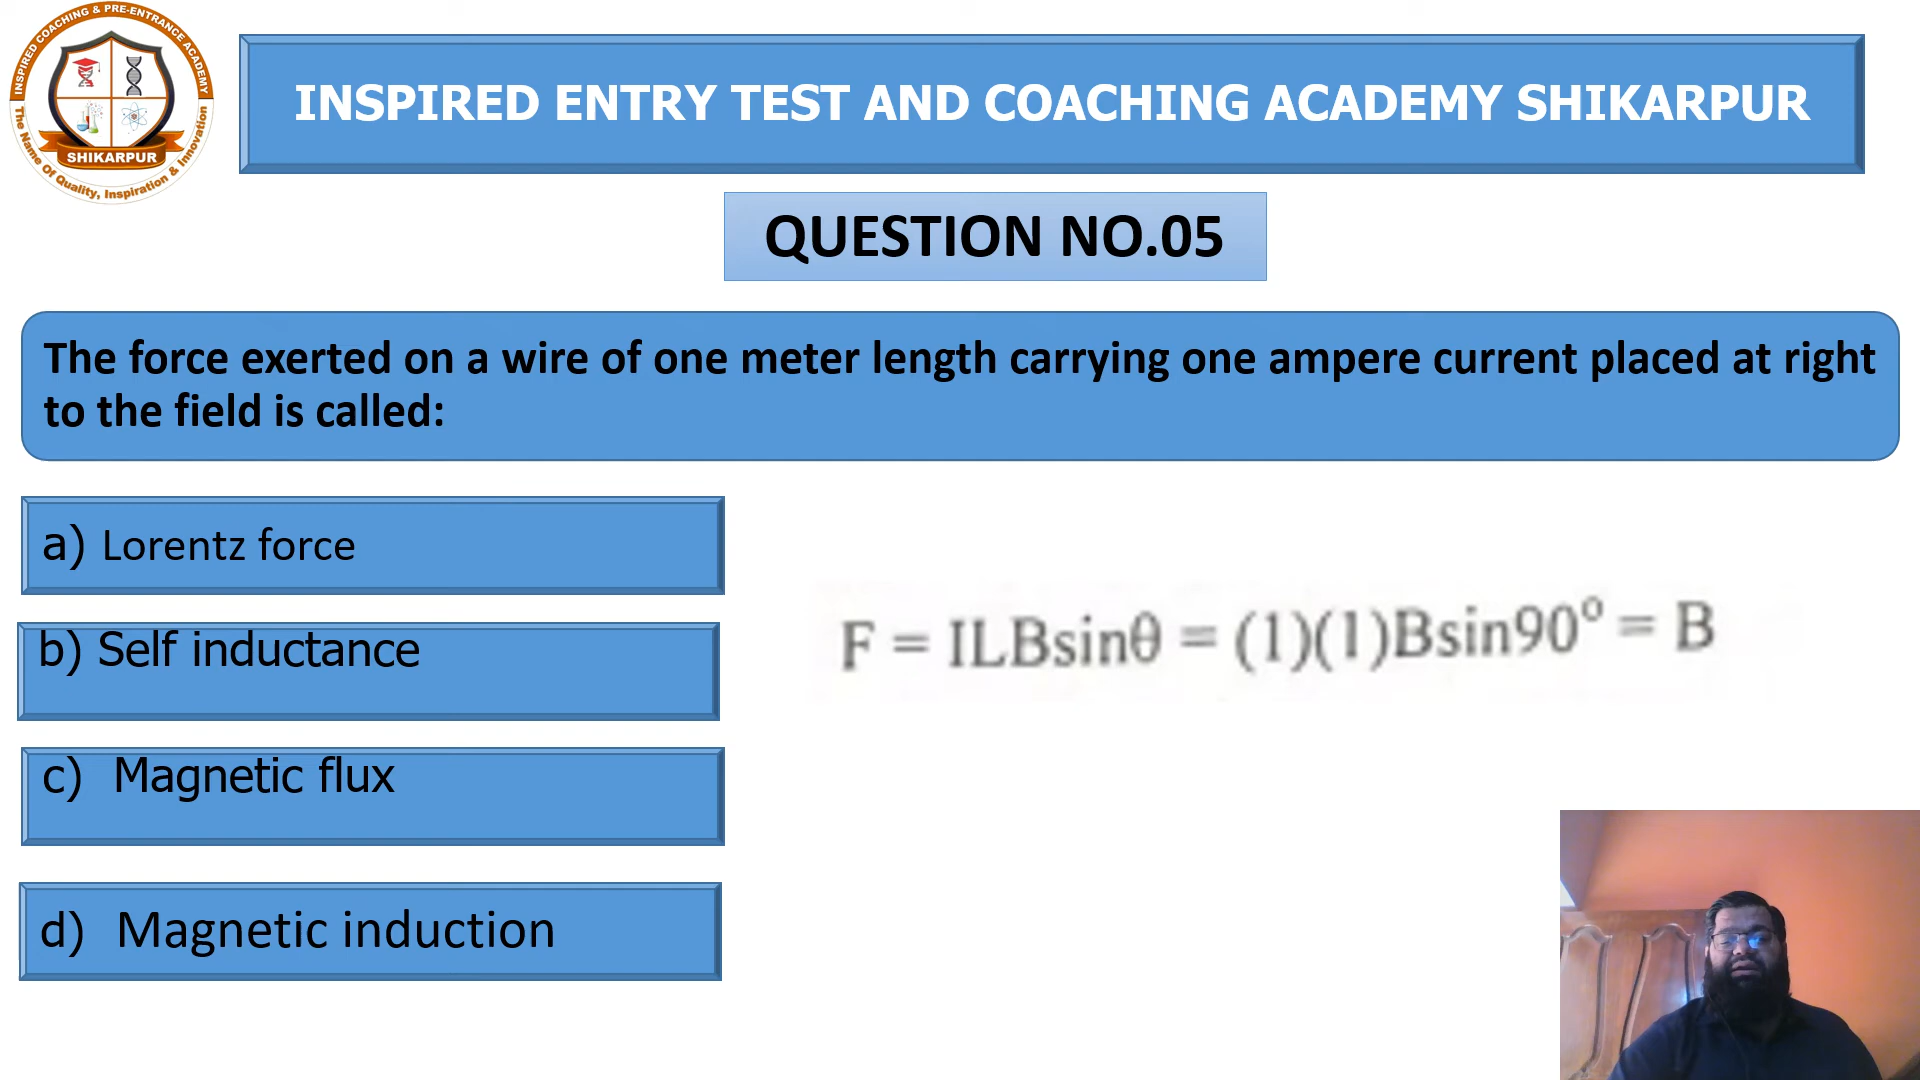 INSPIRED COACHING & PRE-ENTRANCE ACADEMY
SHIKARPUR
The Name Of Quality, Inspiration & Innovation
INSPIRED ENTRY TEST AND COACHING ACADEMY SHIKARPUR
QUESTION NO.05
The force exerted on a wire of one meter length carrying one ampere current placed at right
to the field is called:
a) Lorentz force
F = ILBsinθ = (1)(1)Bsin90° = B
b) Self inductance
c) Magnetic flux
d) Magnetic induction